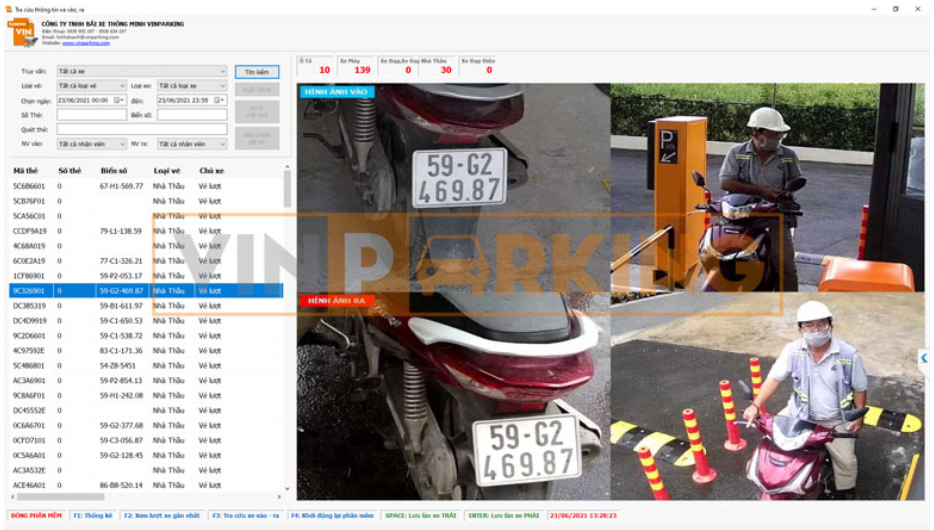 Tra cứu thông tin xe vào, ra
CÔNG TY TNHH BÃI XE THÔNG MINH VINPARKING
Điện thoại: 0938 993 197 - 0938 834 197
Email: kinhdoanh@vinparking.com
Website: www.vinparking.com
VIN
Truy vấn: Tất cả xe Tìm kiếm
Loại vé: Tất cả loại vé Loại xe: Tất cả loại xe Xuất Excel
Chọn ngày: 23/06/2021 00:00 đến: 23/06/2021 23:59
Số Thẻ: Biển số: Xử lý mất thẻ
Quét thẻ:
NV vào: Tất cả nhân viên NV ra: Tất cả nhân viên Điều chỉnh giá vé
Ô Tô Xe Máy Xe Đạp,Xe Đạp Nhà Thầu Xe Đạp Điện
10 139 0 30 0
Mã thẻ Số thẻ Biển số Loại vé Chủ xe
5C6B6601 0 67-H1-569.77 Nhà Thầu Vé lượt
5CB76F01 0 Nhà Thầu Vé lượt
5CA56C01 0 Nhà Thầu Vé lượt
CCDF9A19 0 79-L1-138.59 Nhà Thầu Vé lượt
4C68A019 0 Nhà Thầu Vé lượt
6C0E2A19 0 77-C1-326.21 Nhà Thầu Vé lượt
1CF86901 0 59-P2-053.17 Nhà Thầu Vé lượt
9C326901 0 59-G2-469.87 Nhà Thầu Vé lượt
DC385319 0 59-B1-611.97 Nhà Thầu Vé lượt
DC4D9919 0 59-C1-650.53 Nhà Thầu Vé lượt
9C2D6601 0 59-C1-538.72 Nhà Thầu Vé lượt
4C97592E 0 83-C1-171.36 Nhà Thầu Vé lượt
5C4B6801 0 54-Z8-5451 Nhà Thầu Vé lượt
AC3A6901 0 59-P2-854.13 Nhà Thầu Vé lượt
9C8A6F01 0 59-H1-242.08 Nhà Thầu Vé lượt
DC45552E 0 Nhà Thầu Vé lượt
0C6A6701 0 59-G2-377.68 Nhà Thầu Vé lượt
0CFD7101 0 59-C3-056.87 Nhà Thầu Vé lượt
0C5A6A01 0 59-G2-128.45 Nhà Thầu Vé lượt
AC3A532E 0 Nhà Thầu Vé lượt
ACE46A01 0 86-B8-520.14 Nhà Thầu Vé lượt
HÌNH ẢNH VÀO
59-G2
469.87
P
VINPARKING
HÌNH ẢNH RA
59-G2
469.87
ĐÓNG PHẦN MỀM F1: Thống kê F2: Xem lượt xe gần nhất F3: Tra cứu xe vào - ra F4: Khởi động lại phần mềm SPACE: Lưu làn xe TRÁI ENTER: Lưu làn xe PHẢI 23/06/2021 13:28:23